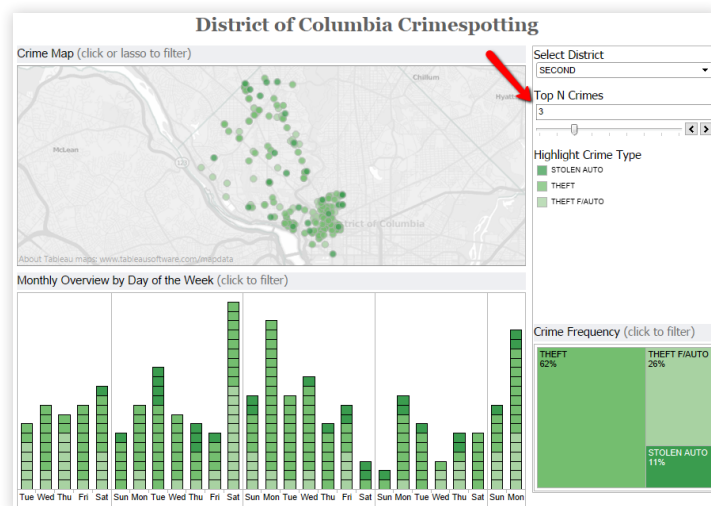 District of Columbia Crimespotting
Crime Map (click or lasso to filter)
Chillum
McLean
District of Columbia
About Tableau maps: www.tableausoftware.com/mapdata
Select District
SECOND
Top N Crimes
3
Highlight Crime Type
STOLEN AUTO
THEFT
THEFT F/AUTO
Monthly Overview by Day of the Week (click to filter)
Tue Wed Thu Fri Sat Sun Mon Tue Wed Thu Fri Sat Sun Mon Tue Wed Thu Fri Sat Sun Mon Tue Wed Thu Fri Sat Sun Mon
Crime Frequency (click to filter)
THEFT
62%
THEFT F/AUTO
26%
STOLEN AUTO
11%